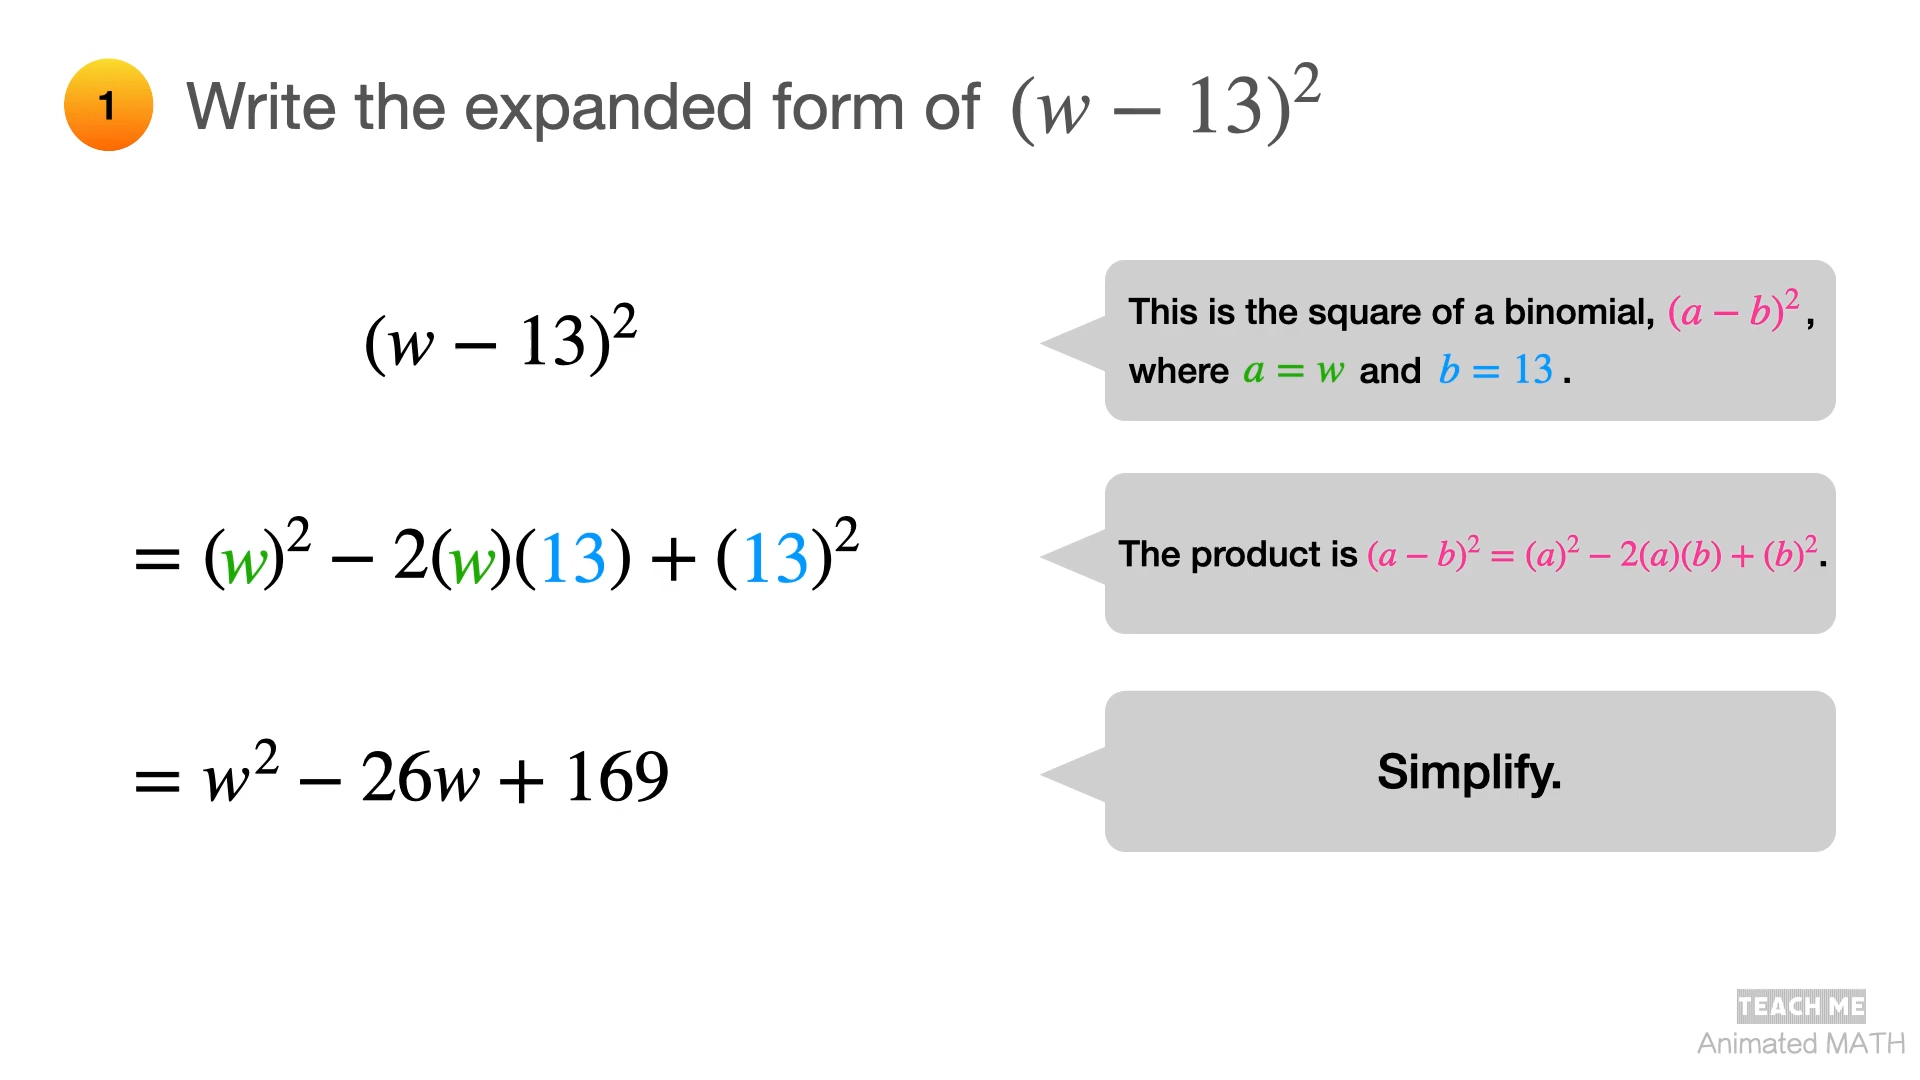 1 Write the expanded form of (w − 13)²
(w − 13)²
This is the square of a binomial, (a − b)²,
where a = w and b = 13.
= (w)² − 2(w)(13) + (13)²
The product is (a − b)² = (a)² − 2(a)(b) + (b)².
= w² − 26w + 169
Simplify.
TEACH ME
Animated MATH